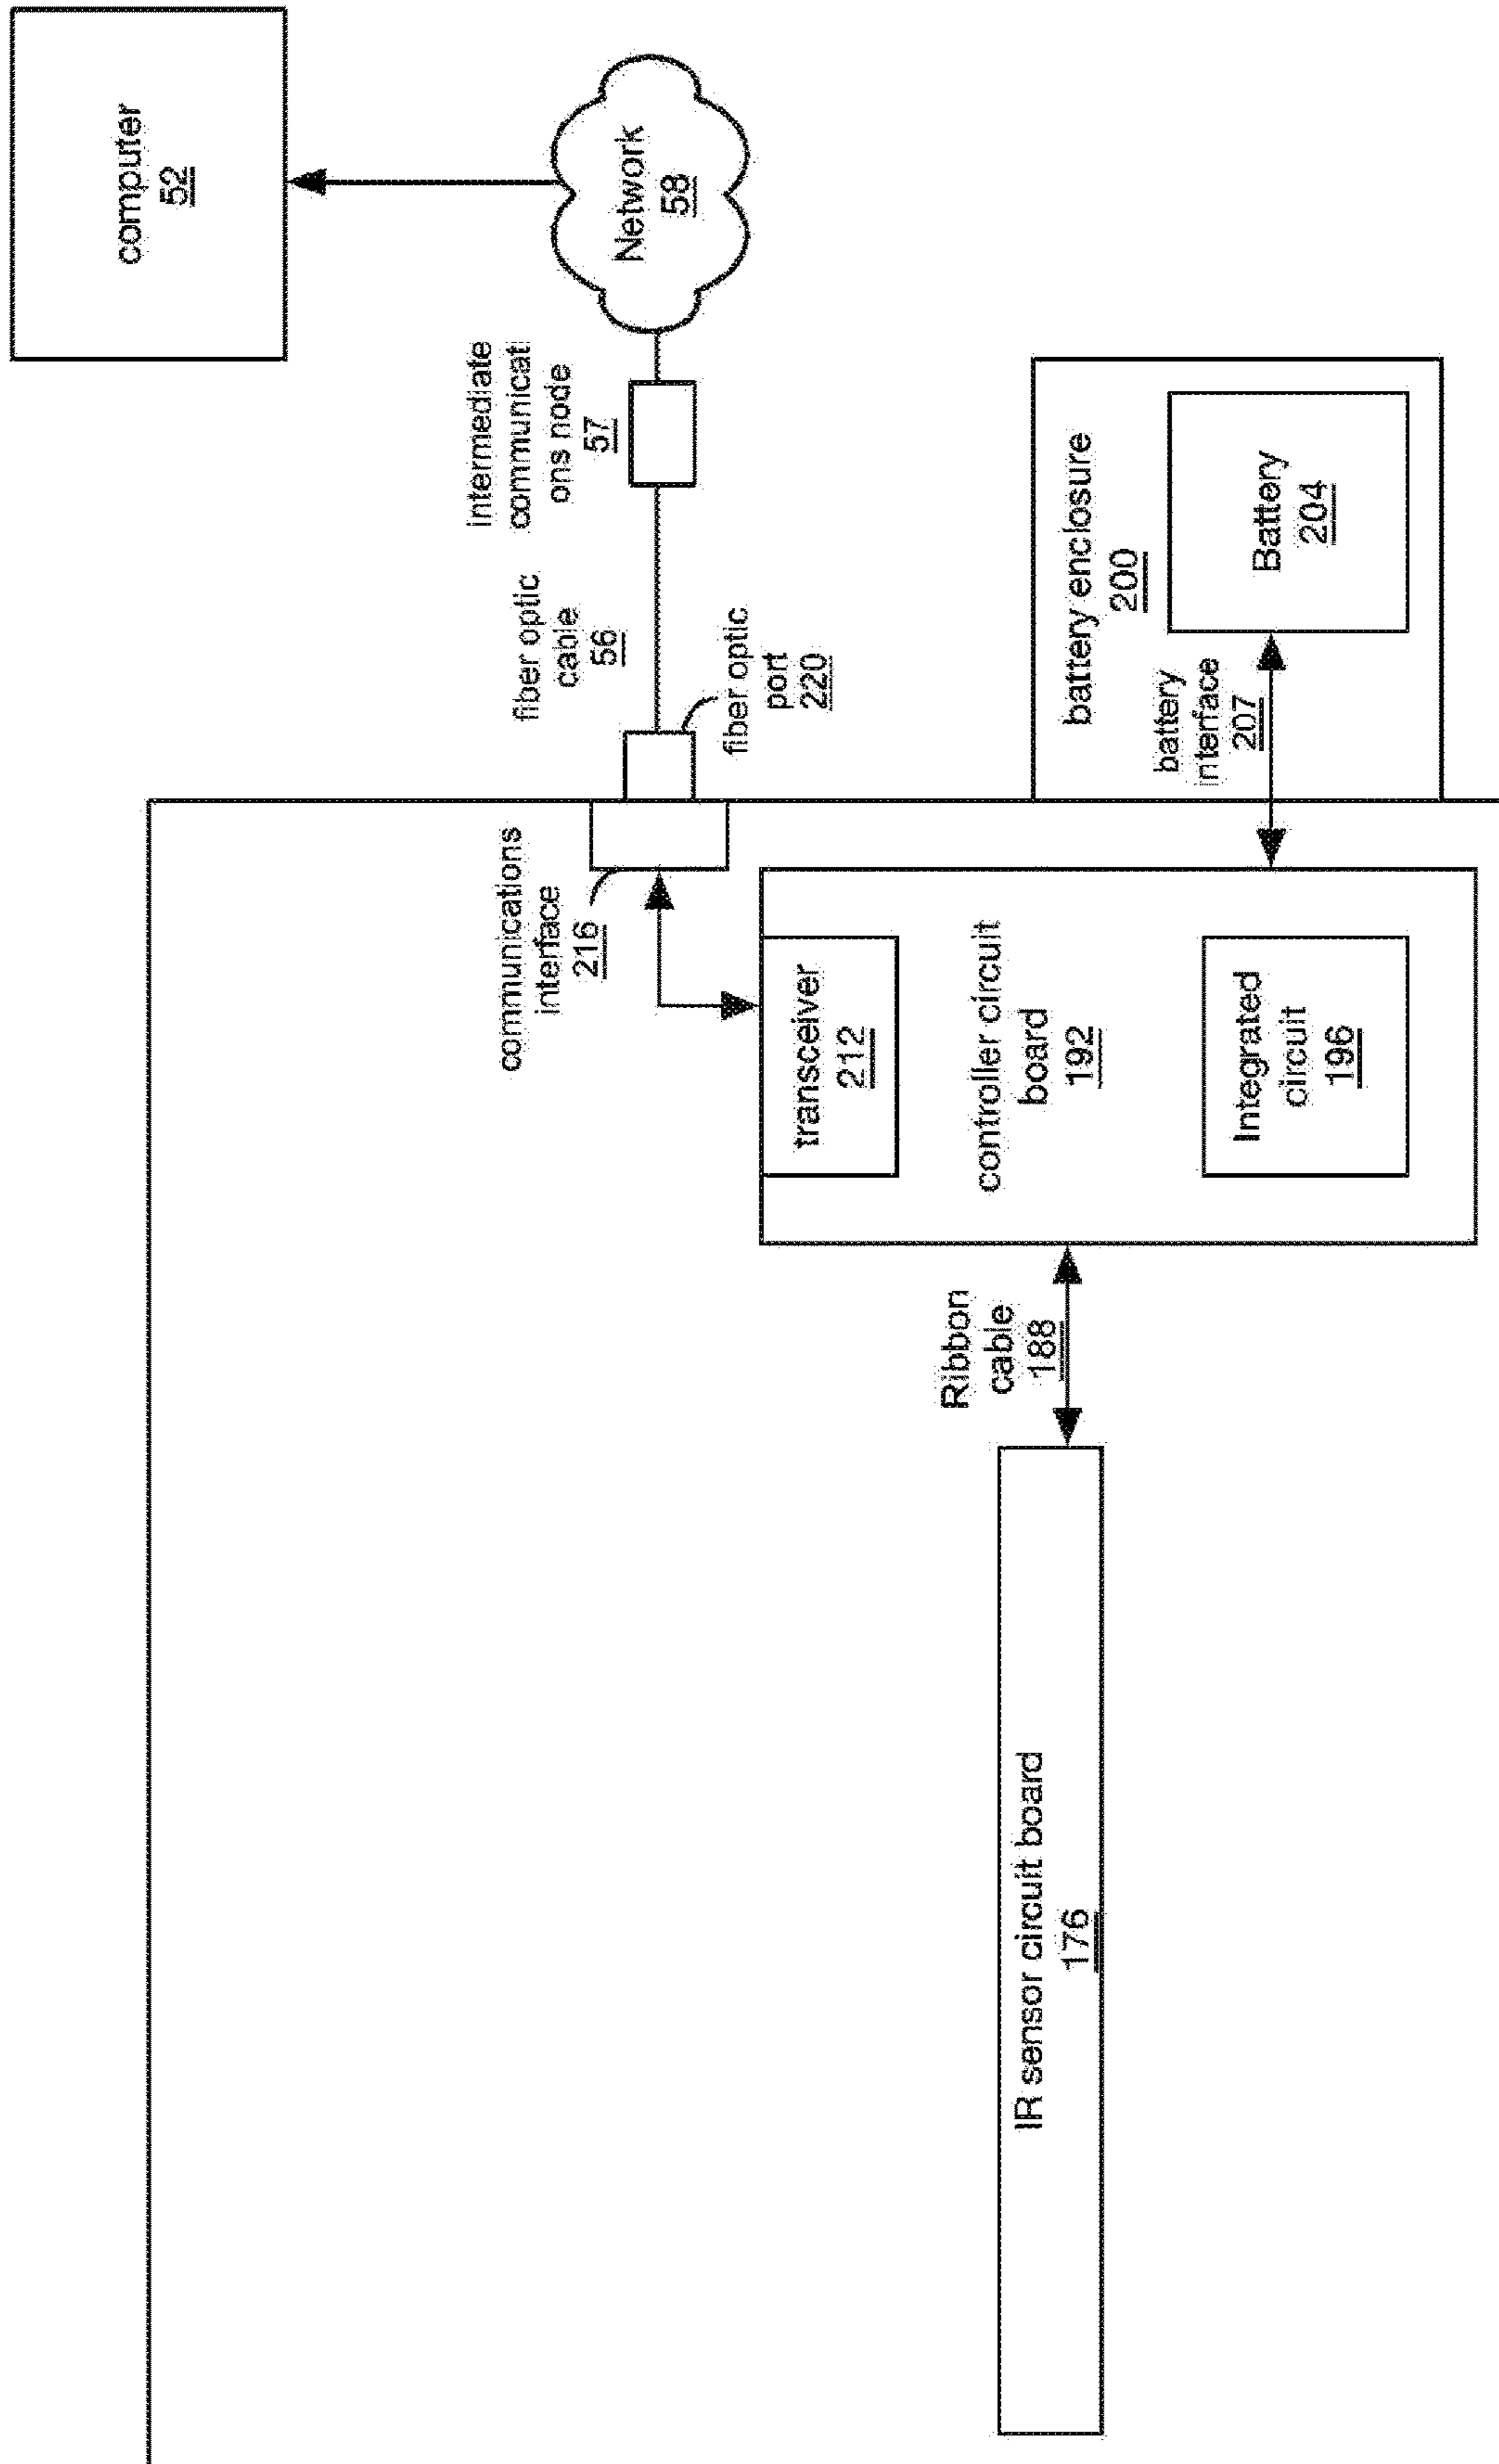 computer
52
Network
58
intermediate
communicati
ons node
57
fiber optic
cable
56
fiber optic
port
220
communications
interface
216
battery enclosure
200
Battery
204
battery
interface
207
transceiver
212
controller circuit
board
192
Integrated
circuit
196
Ribbon
cable
188
IR sensor circuit board
176